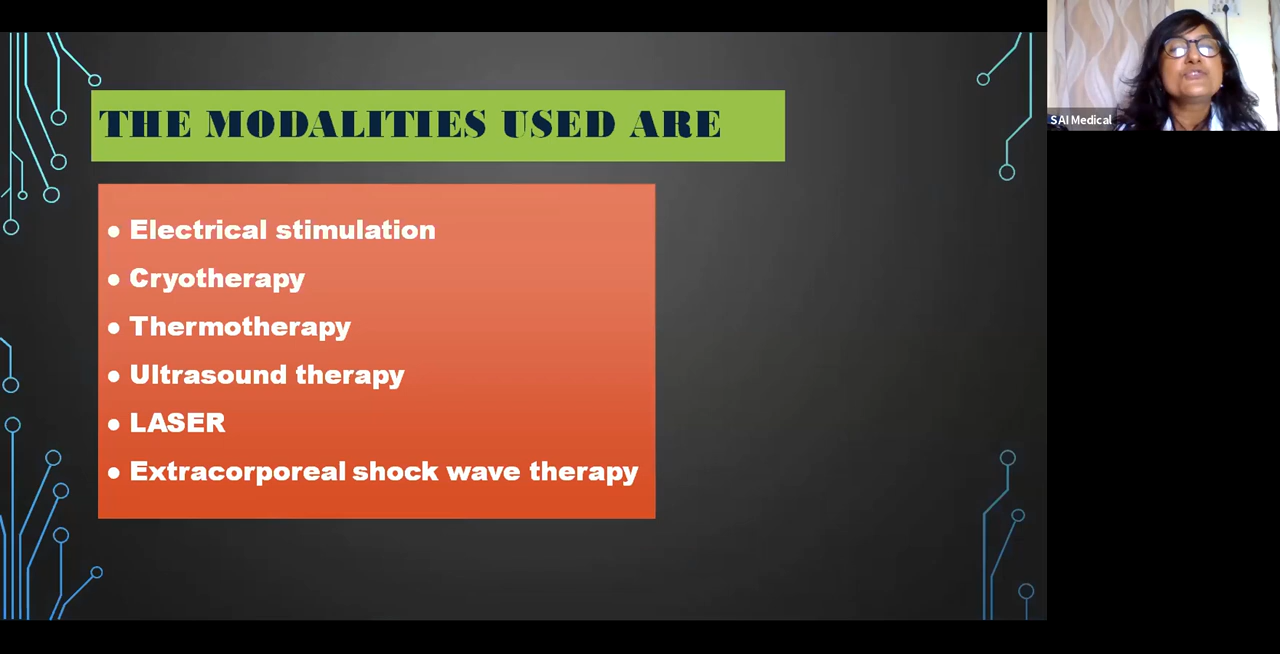 THE MODALITIES USED ARE
● Electrical stimulation
● Cryotherapy
● Thermotherapy
● Ultrasound therapy
● LASER
● Extracorporeal shock wave therapy
SAI Medical